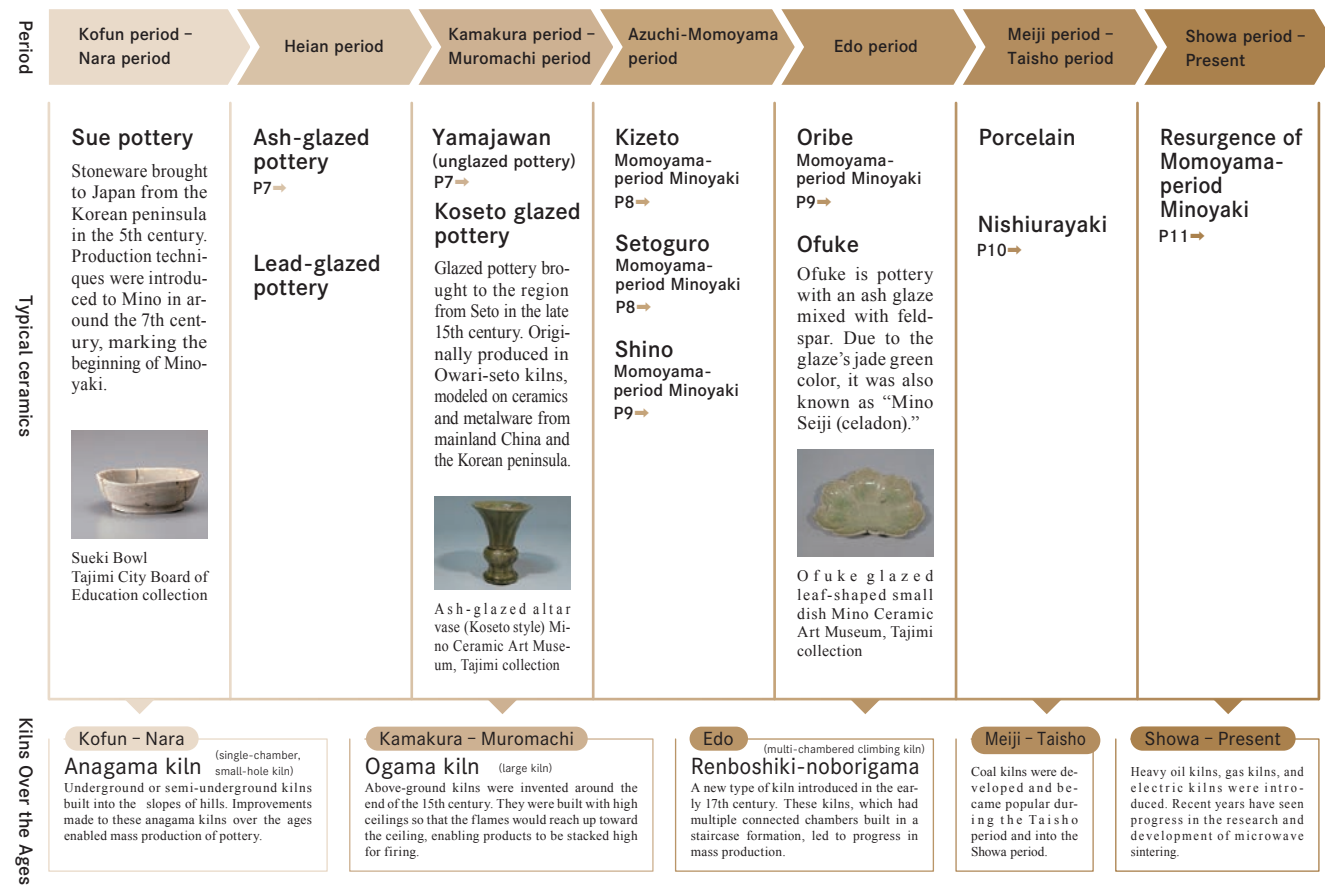 Period
Kofun period –
Nara period
Heian period
Kamakura period –
Muromachi period
Azuchi-Momoyama
period
Edo period
Meiji period –
Taisho period
Showa period –
Present
Typical ceramics
Sue pottery
Stoneware brought
to Japan from the
Korean peninsula
in the 5th century.
Production techni-
ques were introdu-
ced to Mino in ar-
ound the 7th cent-
ury, marking the
beginning of Mino-
yaki.
Sueki Bowl
Tajimi City Board of
Education collection
Ash-glazed
pottery
P7➞
Lead-glazed
pottery
Yamajawan
(unglazed pottery)
P7➞
Koseto glazed
pottery
Glazed pottery bro-
ught to the region
from Seto in the late
15th century. Origi-
nally produced in
Owari-seto kilns,
modeled on ceramics
and metalware from
mainland China and
the Korean peninsula.
Ash-glazed altar
vase (Koseto style) Mi-
no Ceramic Art Muse-
um, Tajimi collection
Kizeto
Momoyama-
period Minoyaki
P8➞
Setoguro
Momoyama-
period Minoyaki
P8➞
Shino
Momoyama-
period Minoyaki
P9➞
Oribe
Momoyama-
period Minoyaki
P9➞
Ofuke
Ofuke is pottery
with an ash glaze
mixed with feld-
spar. Due to the
glaze’s jade green
color, it was also
known as “Mino
Seiji (celadon).”
Ofuke glazed
leaf-shaped small
dish Mino Ceramic
Art Museum, Tajimi
collection
Porcelain
Nishiurayaki
P10➞
Resurgence of
Momoyama-
period
Minoyaki
P11➞
Kilns Over the Ages
Kofun – Nara
Anagama kiln (single-chamber,
small-hole kiln)
Underground or semi-underground kilns
built into the slopes of hills. Improvements
made to these anagama kilns over the ages
enabled mass production of pottery.
Kamakura – Muromachi
Ogama kiln (large kiln)
Above-ground kilns were invented around the
end of the 15th century. They were built with high
ceilings so that the flames would reach up toward
the ceiling, enabling products to be stacked high
for firing.
Edo
(multi-chambered climbing kiln)
Renboshiki-noborigama
A new type of kiln introduced in the ear-
ly 17th century. These kilns, which had
multiple connected chambers built in a
staircase formation, led to progress in
mass production.
Meiji – Taisho
Coal kilns were de-
veloped and be-
came popular dur-
ing the Taisho
period and into the
Showa period.
Showa – Present
Heavy oil kilns, gas kilns, and
electric kilns were intro-
duced. Recent years have seen
progress in the research and
development of microwave
sintering.